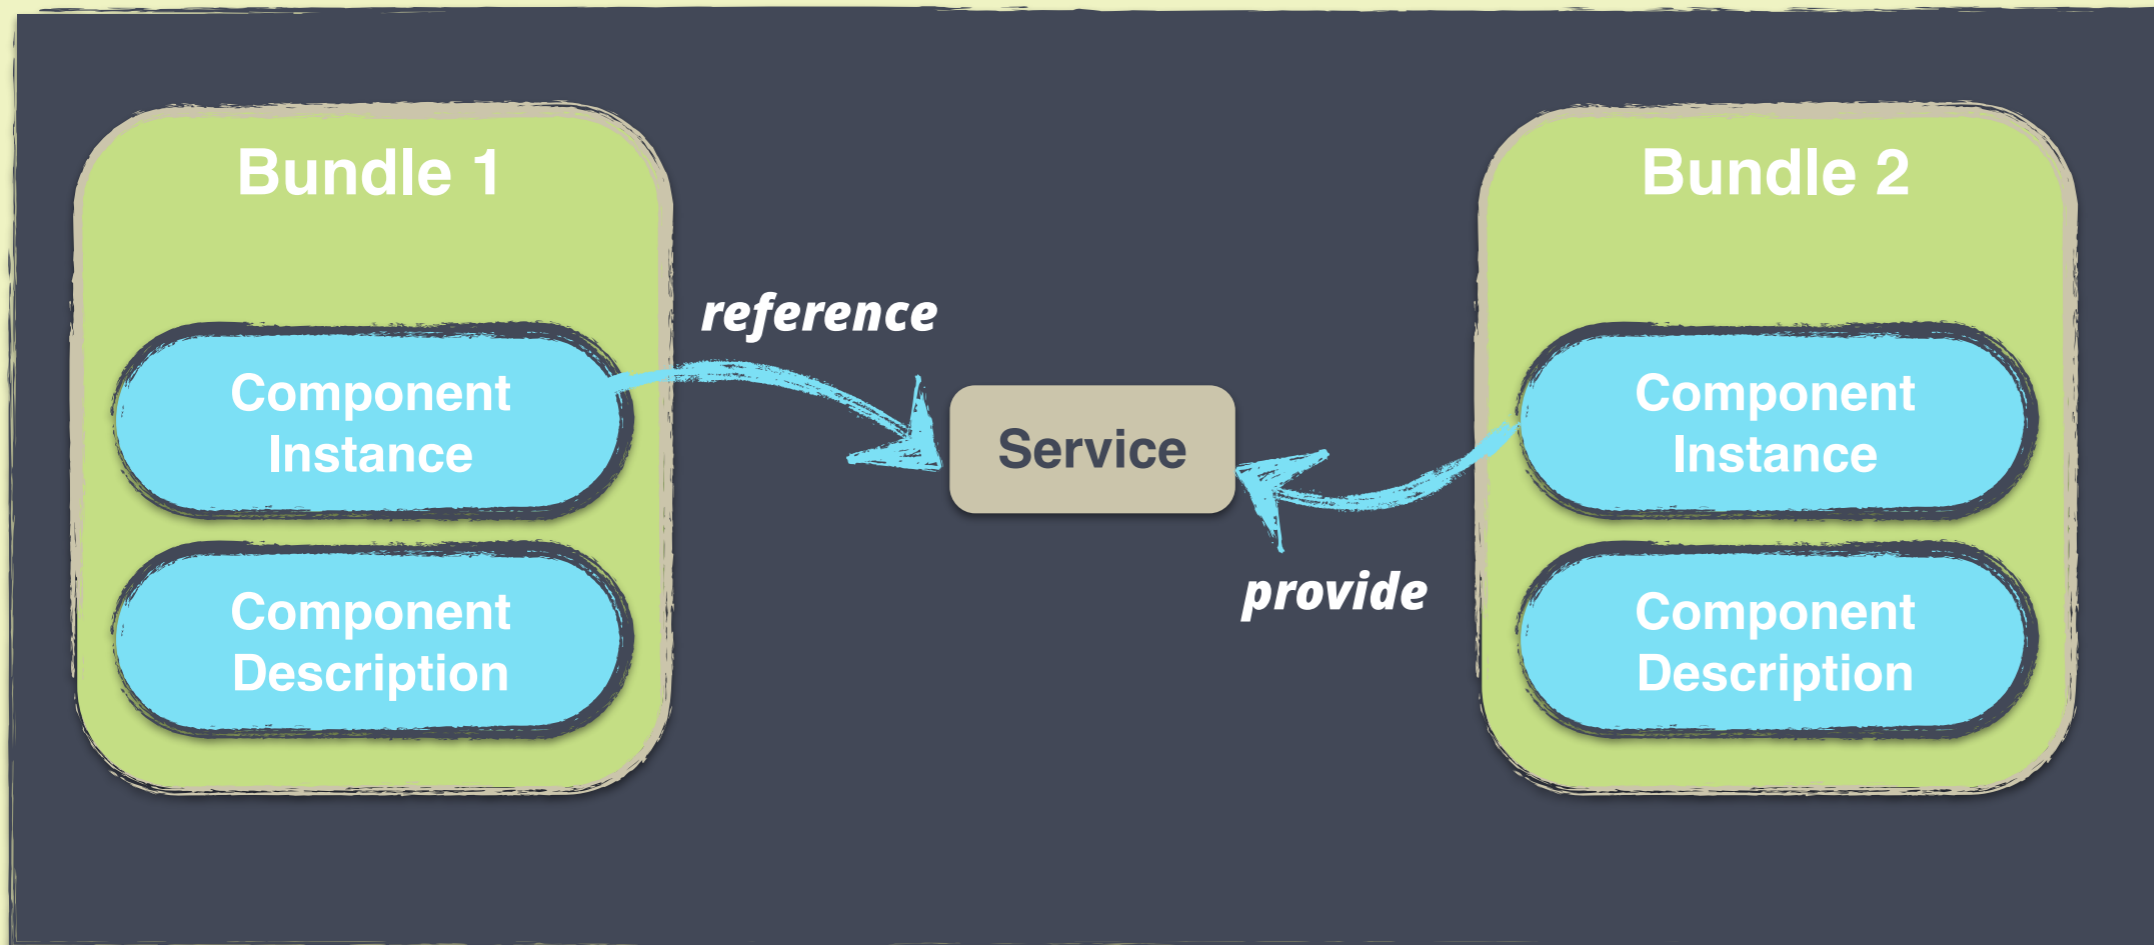 Bundle 1
Component
Instance
Component
Description
reference
Service
provide
Bundle 2
Component
Instance
Component
Description